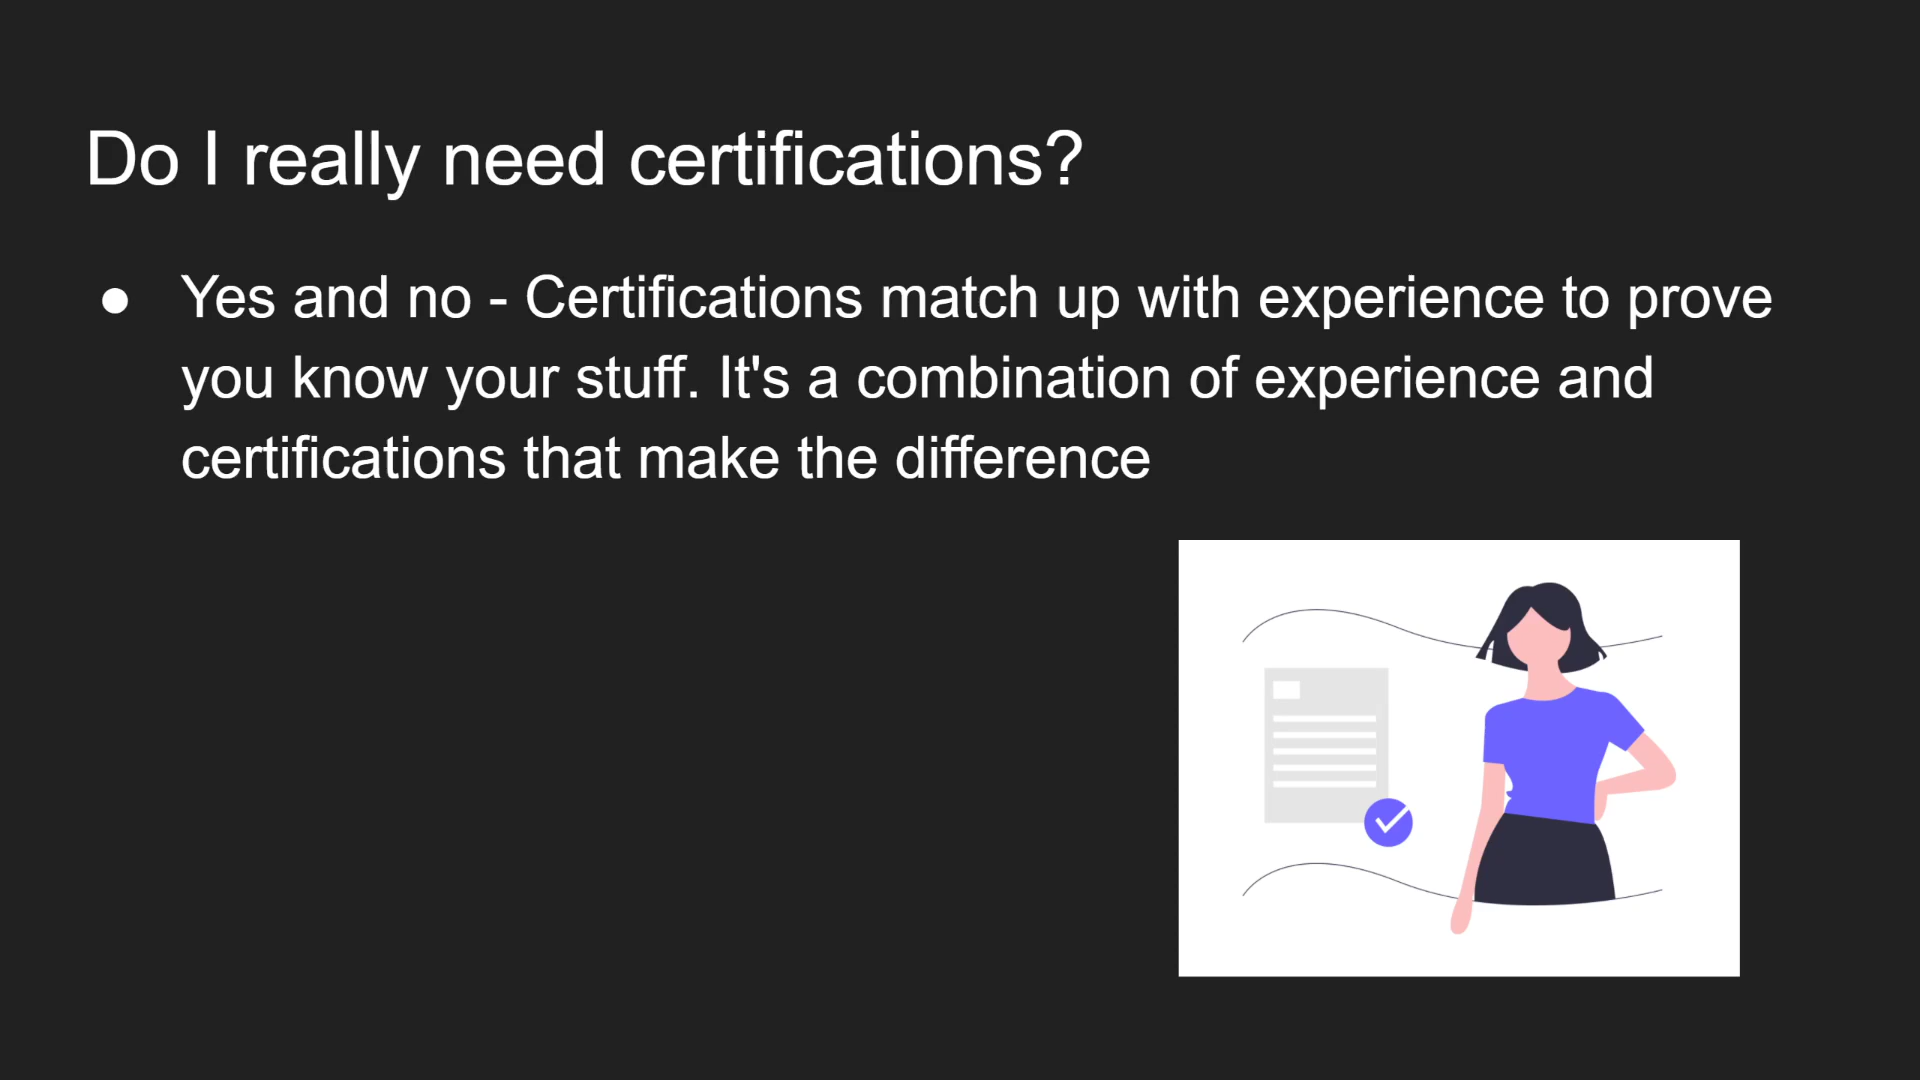 Do I really need certifications?
● Yes and no - Certifications match up with experience to prove
you know your stuff. It's a combination of experience and
certifications that make the difference